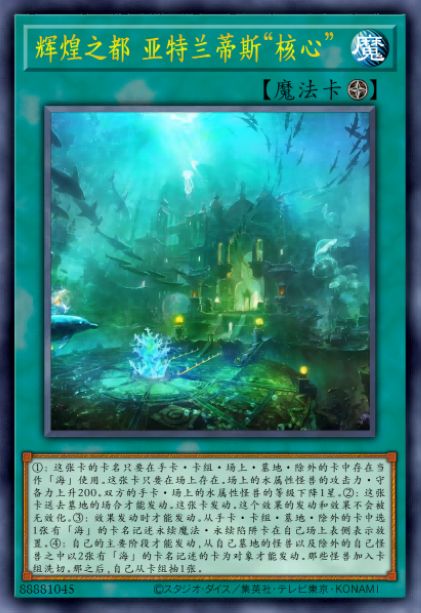 辉煌之都 亚特兰蒂斯“核心”
魔
【魔法卡】
①：这张卡的卡名只要在手卡・卡组・场上・墓地・除外的卡中存在当
作「海」使用。这张卡只要在场上存在，场上的水属性怪兽的攻击力・守
备力上升200。双方的手卡・场上的水属性怪兽的等级下降1星。②：这张
卡送去墓地的场合才能发动。这张卡发动。这个效果的发动和效果不会被
无效化。③：效果发动时才能发动。从手卡・卡组・墓地・除外的卡中选
1张有「海」的卡名记述永续魔法・永续陷阱卡在自己场上表侧表示放
置。④：自己的主要阶段才能发动，从自己墓地的怪兽以及除外的自己怪
兽之中以2张有「海」的卡名记述的卡为对象才能发动。那些怪兽加入卡
组洗切。那之后，自己从卡组抽1张。
88881045
©スタジオ・ダイス／集英社・テレビ東京・KONAMI